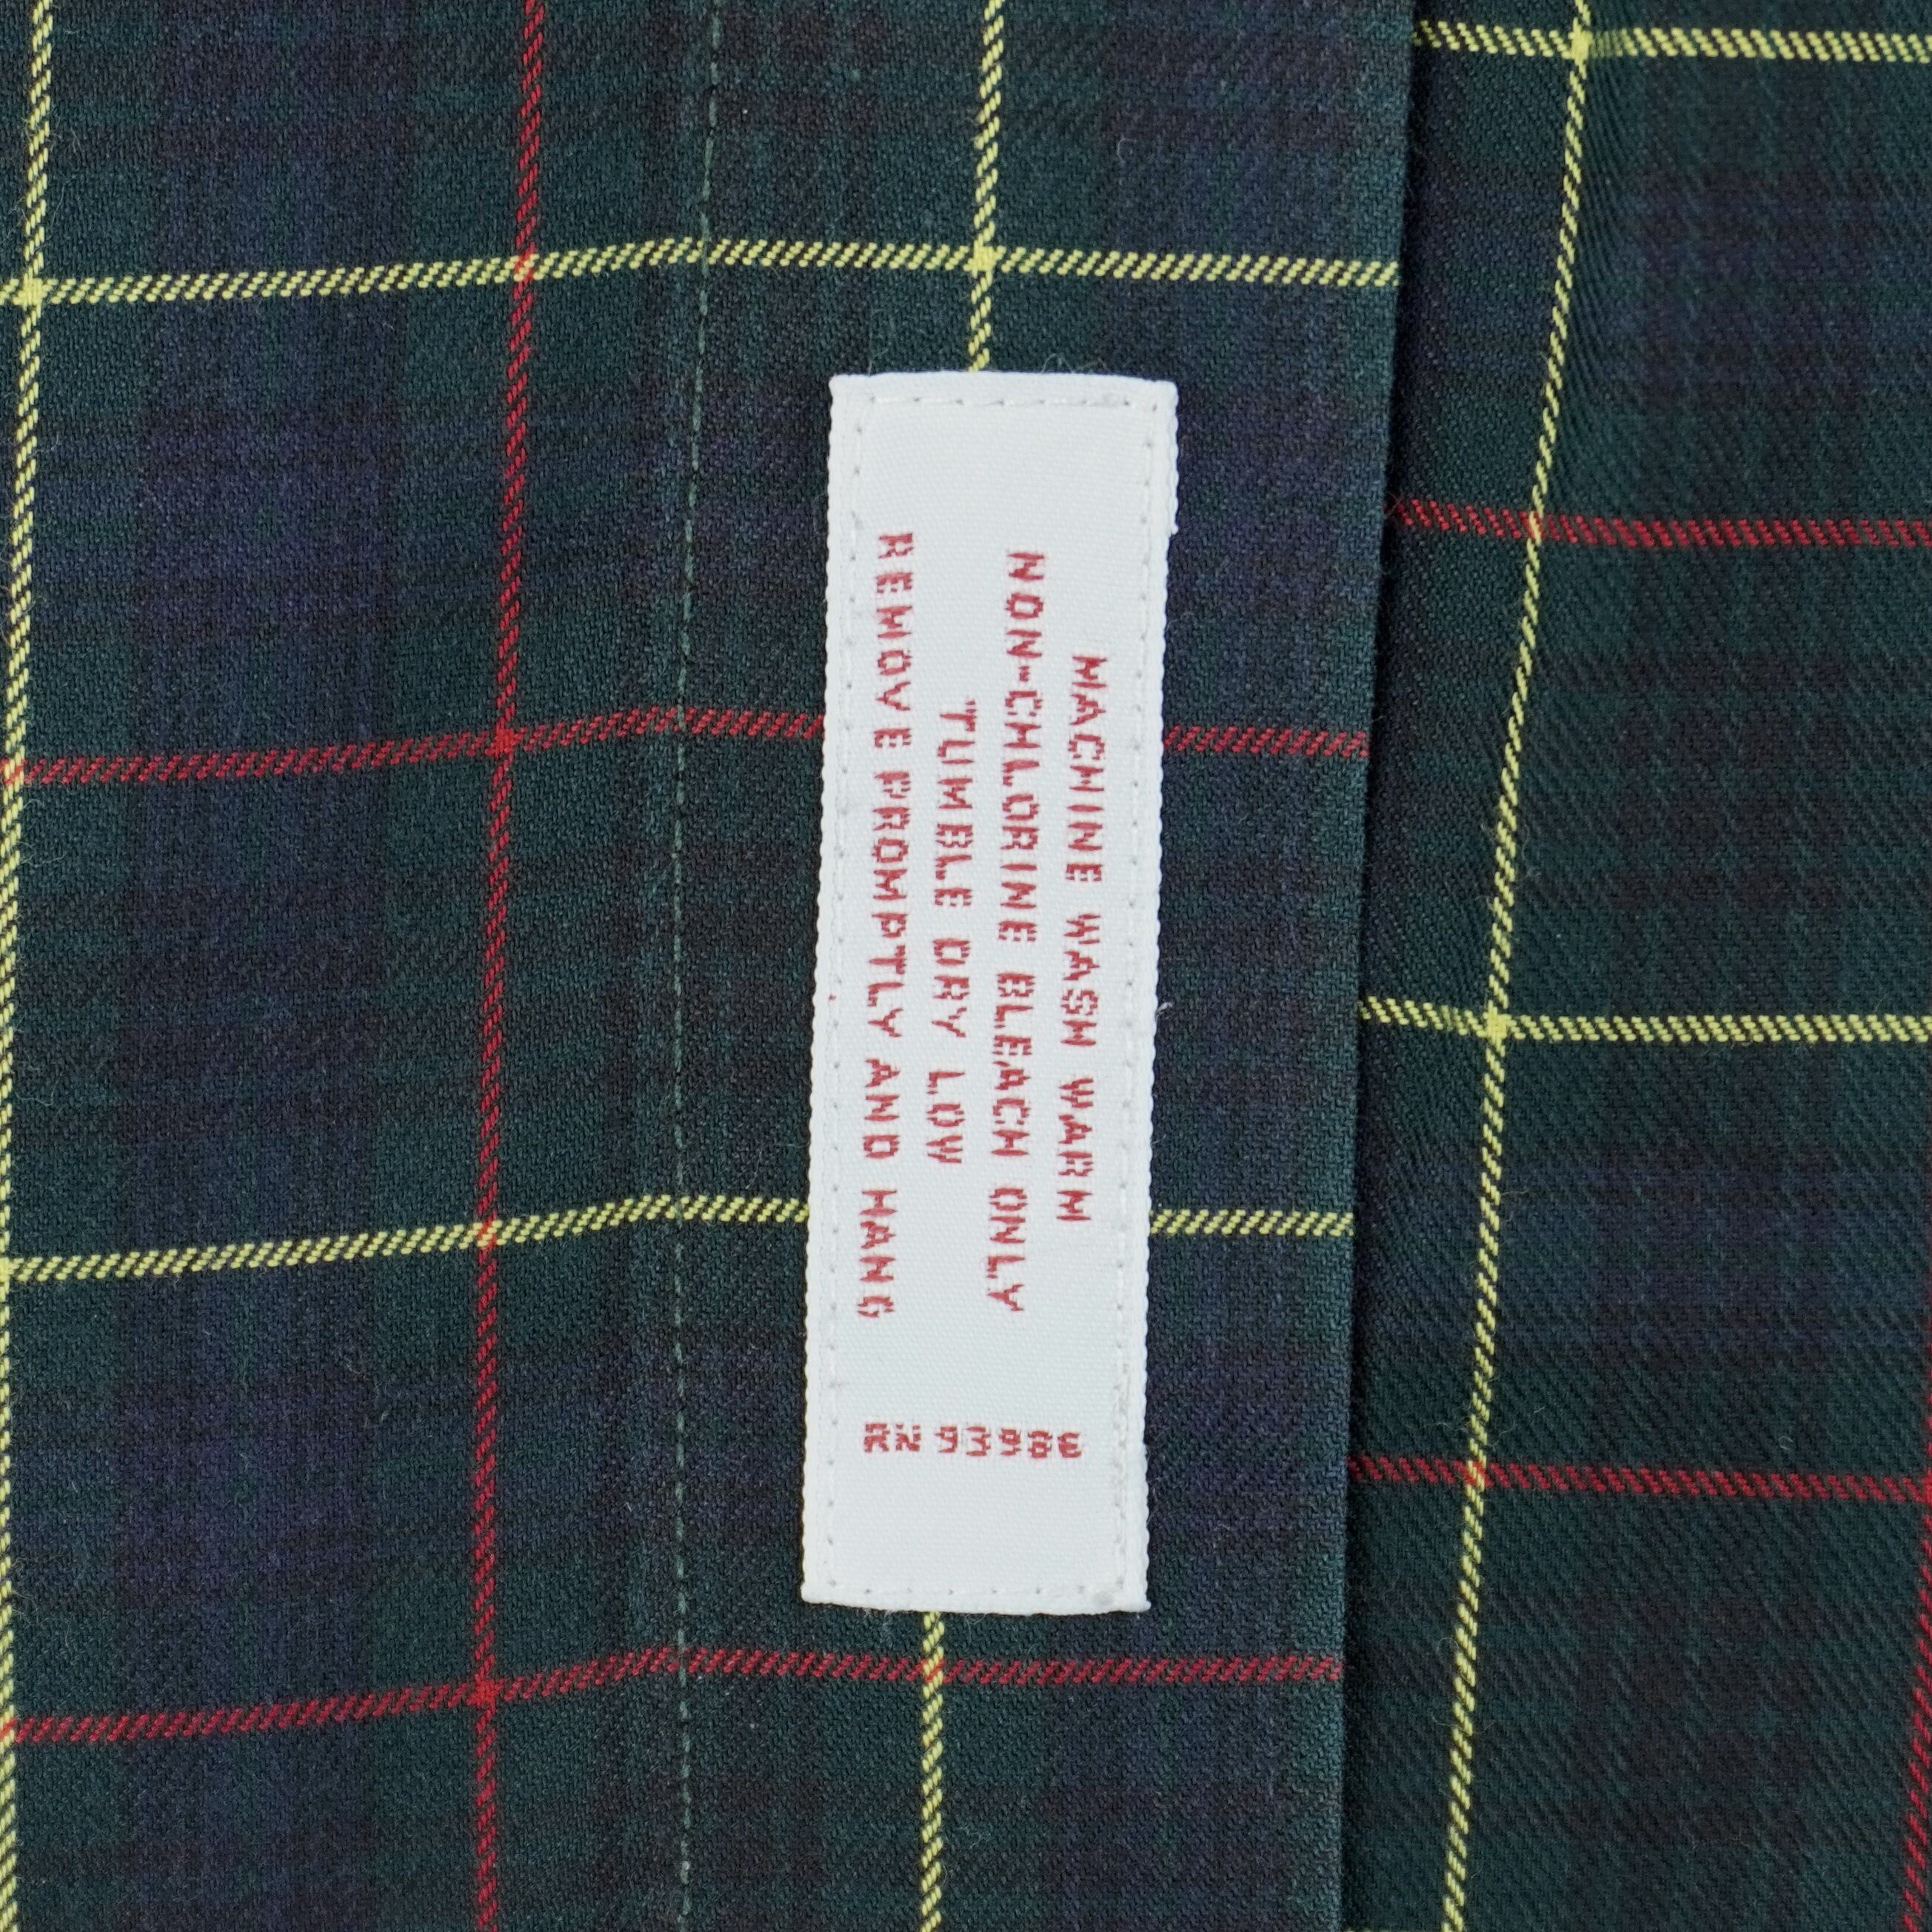 MACHINE WASH WARM
NON-CHLORINE BLEACH ONLY
TUMBLE DRY LOW
REMOVE PROMPTLY AND HANG
RN 93986